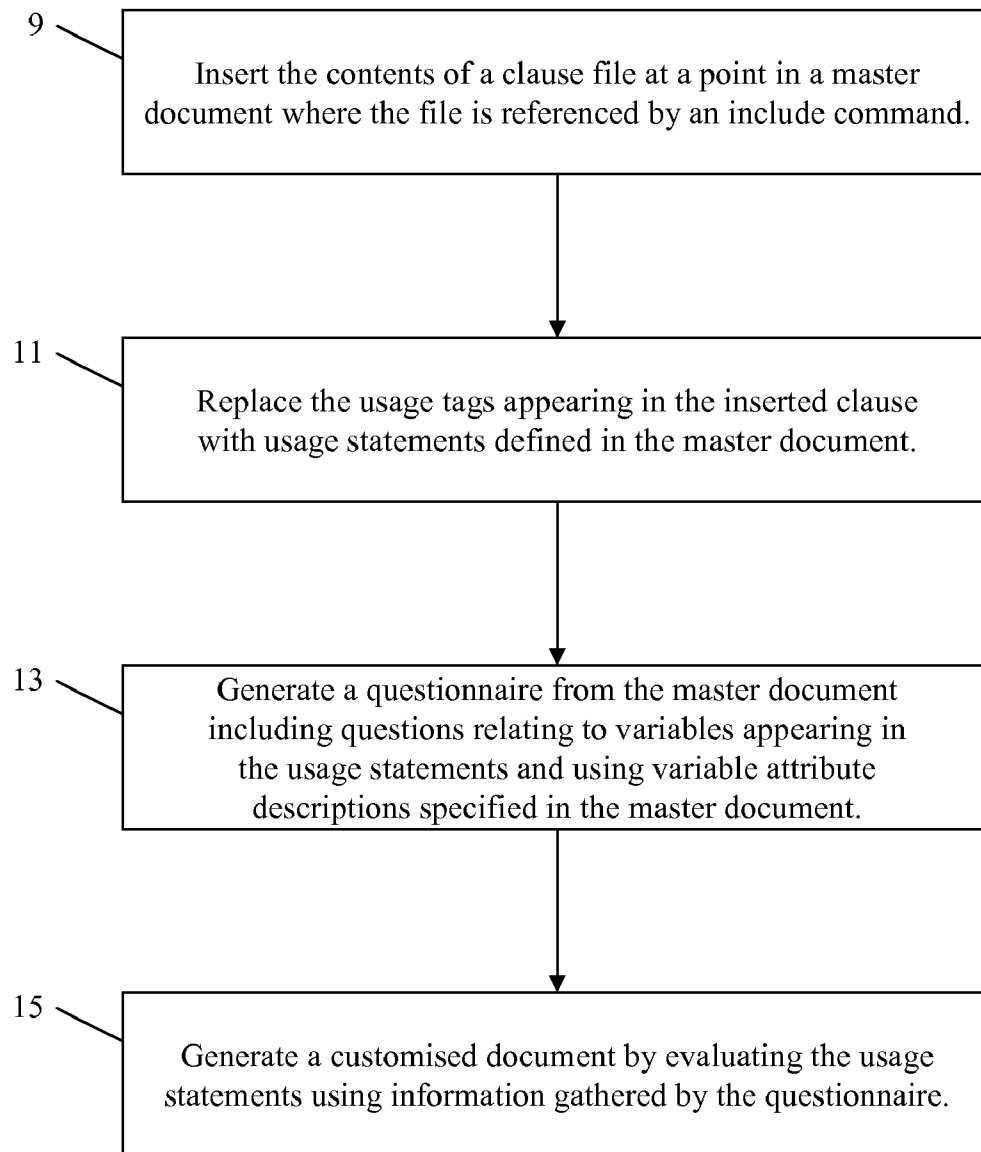 9
Insert the contents of a clause file at a point in a master
document where the file is referenced by an include command.
11
Replace the usage tags appearing in the inserted clause
with usage statements defined in the master document.
13
Generate a questionnaire from the master document
including questions relating to variables appearing in
the usage statements and using variable attribute
descriptions specified in the master document.
15
Generate a customised document by evaluating the usage
statements using information gathered by the questionnaire.